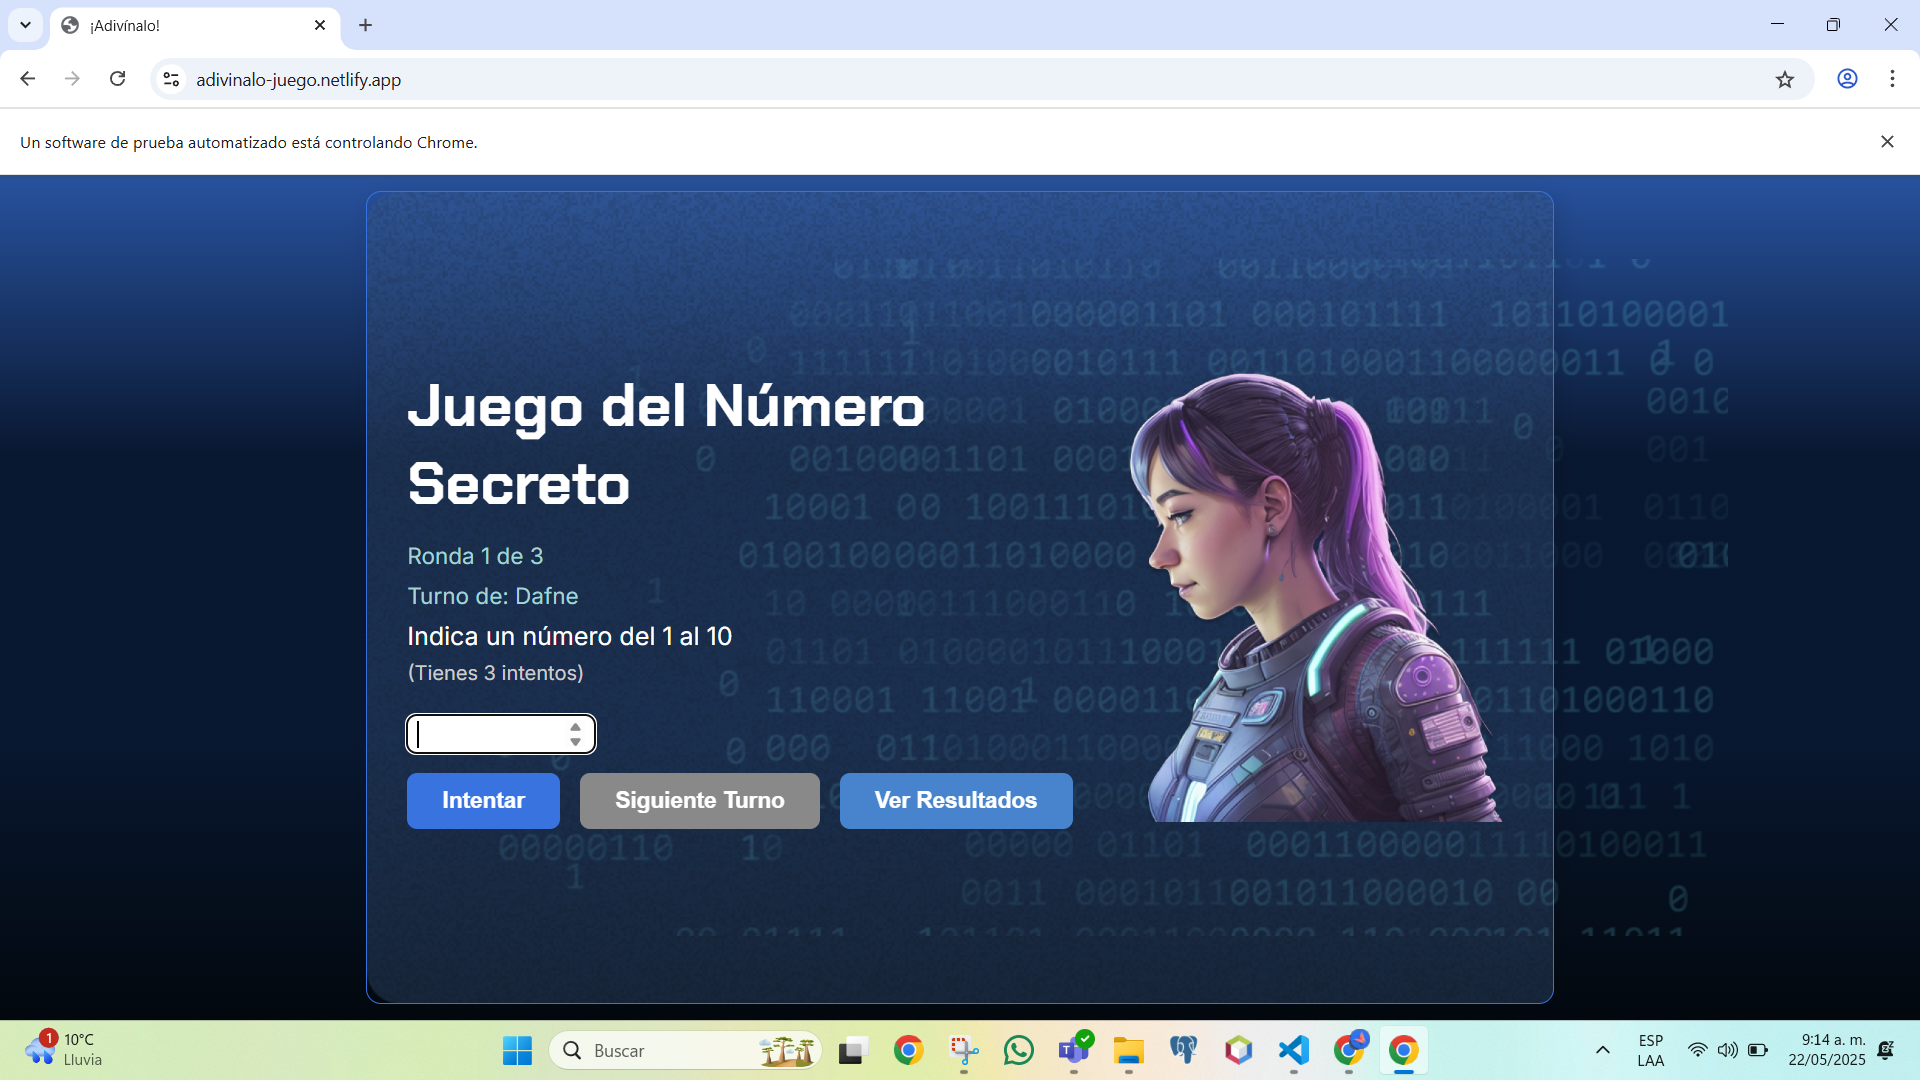 ¡Adivínalo!
adivinalo-juego.netlify.app
Un software de prueba automatizado está controlando Chrome.
Juego del Número
Secreto
Ronda 1 de 3
Turno de: Dafne
Indica un número del 1 al 10
(Tienes 3 intentos)
Intentar
Siguiente Turno
Ver Resultados
1
10°C
Lluvia
Buscar
ESP
LAA
9:14 a. m.
22/05/2025